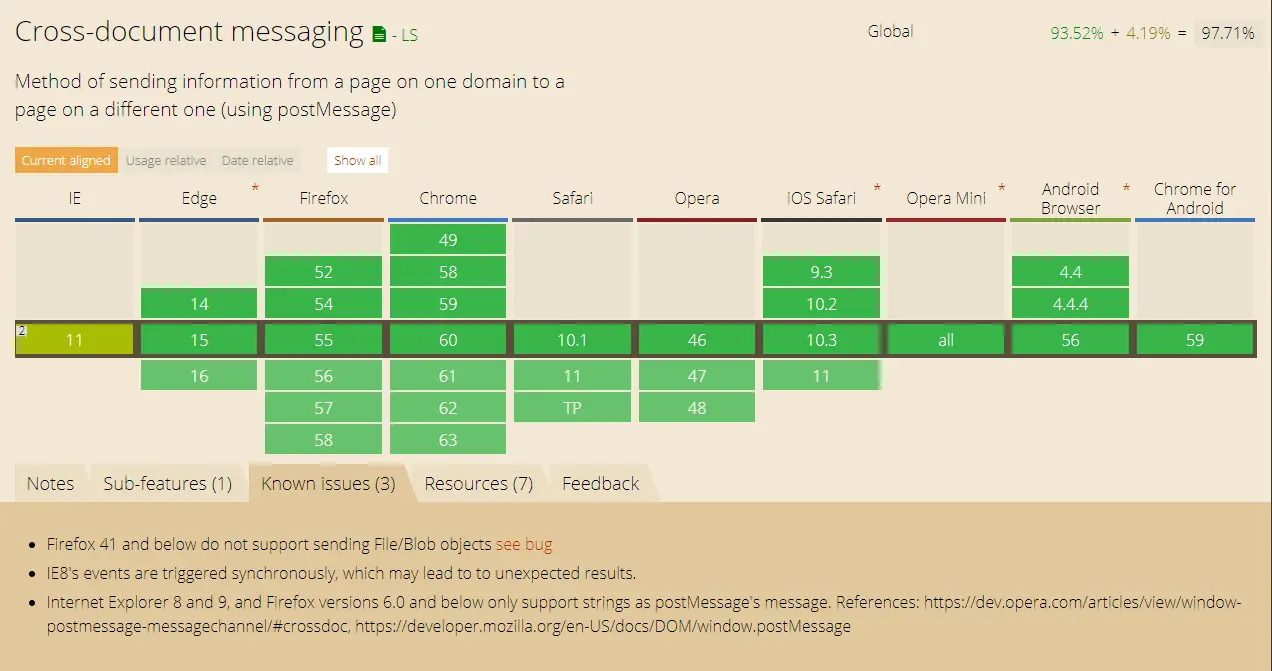 Cross-document messaging - LS
Global
93.52% + 4.19% = 97.71%
Method of sending information from a page on one domain to a
page on a different one (using postMessage)
Current aligned Usage relative Date relative Show all
IE Edge * Firefox Chrome Safari Opera iOS Safari * Opera Mini * Android Browser * Chrome for Android
49
52 58 9.3 4.4
14 54 59 10.2 4.4.4
2 11 15 55 60 10.1 46 10.3 all 56 59
16 56 61 11 47 11
57 62 TP 48
58 63
Notes Sub-features (1) Known issues (3) Resources (7) Feedback
• Firefox 41 and below do not support sending File/Blob objects see bug
• IE8's events are triggered synchronously, which may lead to to unexpected results.
• Internet Explorer 8 and 9, and Firefox versions 6.0 and below only support strings as postMessage's message. References: https://dev.opera.com/articles/view/window-
postmessage-messagechannel/#crossdoc, https://developer.mozilla.org/en-US/docs/DOM/window.postMessage